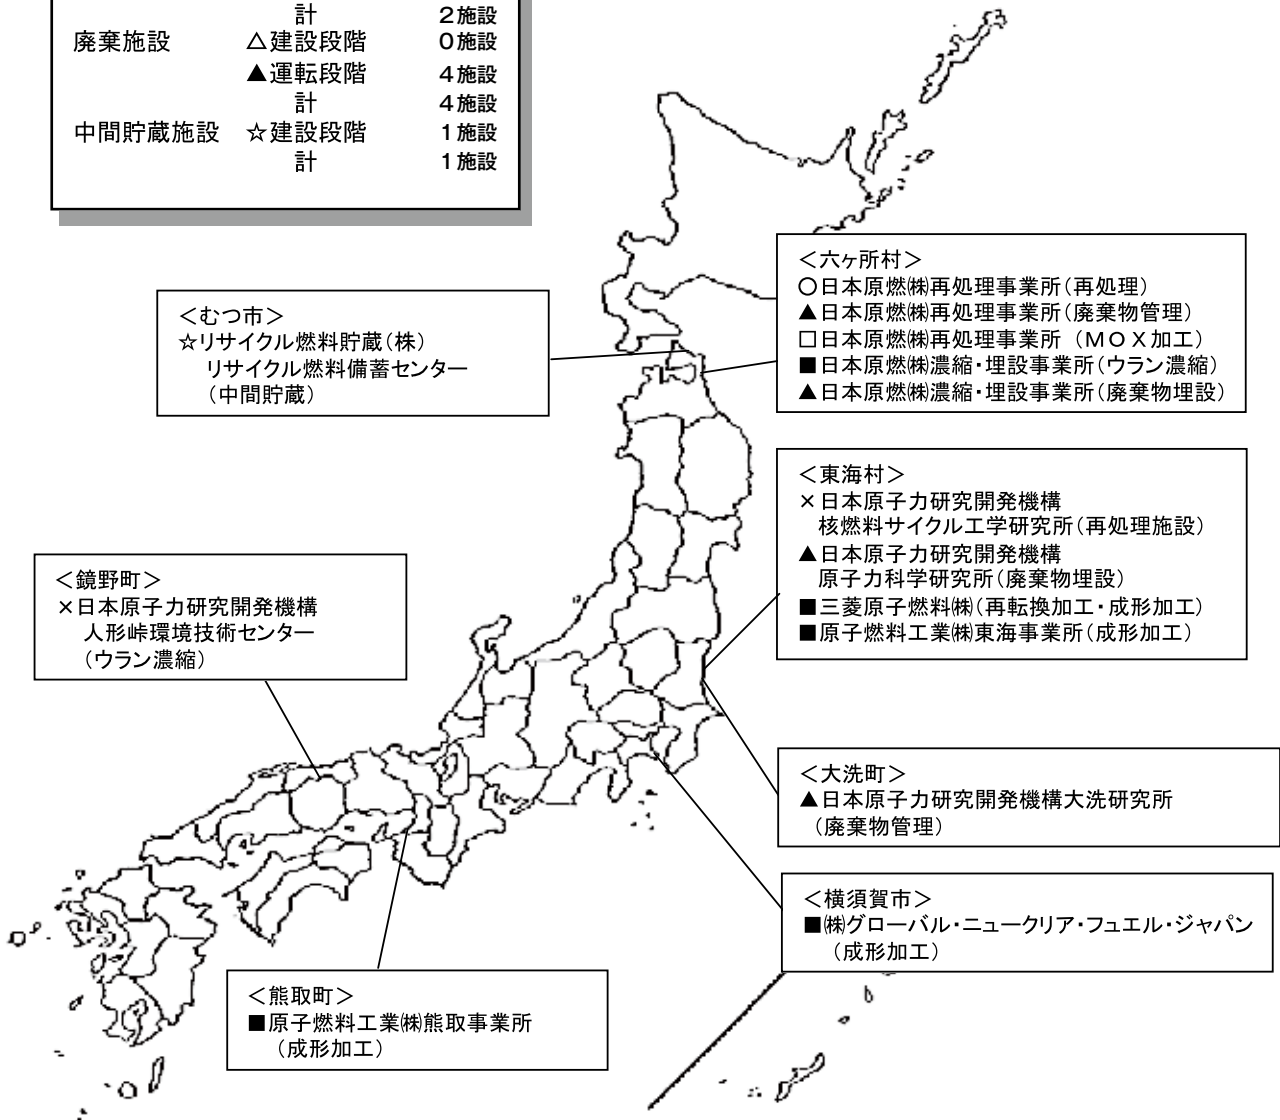 計 2施設
廃棄施設 △建設段階 0施設
▲運転段階 4施設
計 4施設
中間貯蔵施設 ☆建設段階 1施設
計 1施設
＜六ヶ所村＞
○日本原燃㈱再処理事業所（再処理）
▲日本原燃㈱再処理事業所（廃棄物管理）
□日本原燃㈱再処理事業所（ＭＯＸ加工）
■日本原燃㈱濃縮・埋設事業所（ウラン濃縮）
▲日本原燃㈱濃縮・埋設事業所（廃棄物埋設）
＜むつ市＞
☆リサイクル燃料貯蔵（株）
リサイクル燃料備蓄センター
（中間貯蔵）
＜東海村＞
×日本原子力研究開発機構
核燃料サイクル工学研究所（再処理施設）
▲日本原子力研究開発機構
原子力科学研究所（廃棄物埋設）
■三菱原子燃料㈱（再転換加工・成形加工）
■原子燃料工業㈱東海事業所（成形加工）
＜鏡野町＞
×日本原子力研究開発機構
人形峠環境技術センター
（ウラン濃縮）
＜大洗町＞
▲日本原子力研究開発機構大洗研究所
（廃棄物管理）
＜横須賀市＞
■㈱グローバル・ニュークリア・フュエル・ジャパン
（成形加工）
＜熊取町＞
■原子燃料工業㈱熊取事業所
（成形加工）